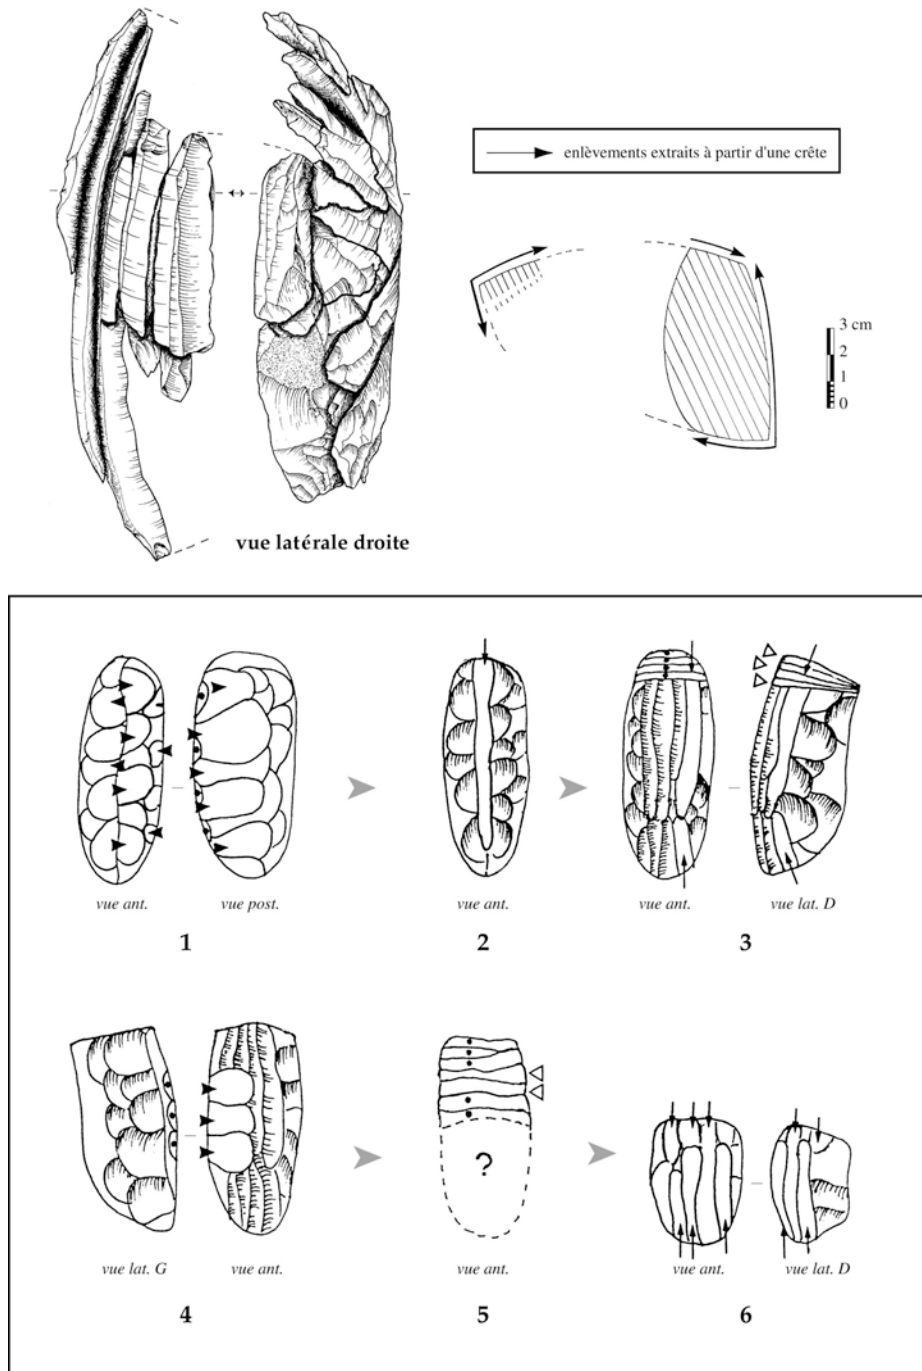 enlèvements extraits à partir d'une crête
3 cm
2
1
0
vue latérale droite
vue ant.
vue post.
vue ant.
vue ant.
vue lat. D
1
2
3
?
vue lat. G
vue ant.
vue ant.
vue ant.
vue lat. D
4
5
6